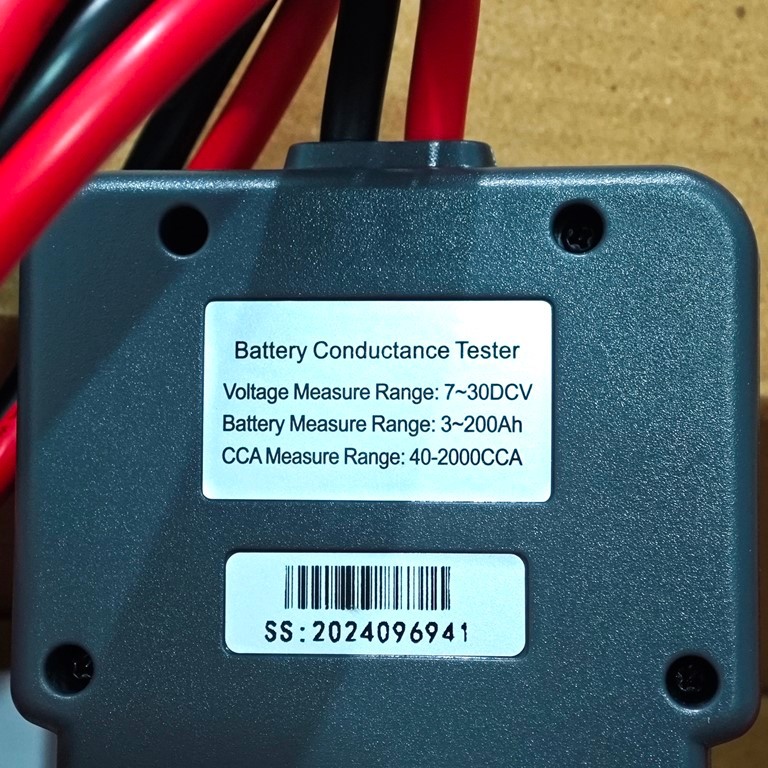 Battery Conductance Tester
Voltage Measure Range: 7~30DCV
Battery Measure Range: 3~200Ah
CCA Measure Range: 40-2000CCA
SS:2024096941